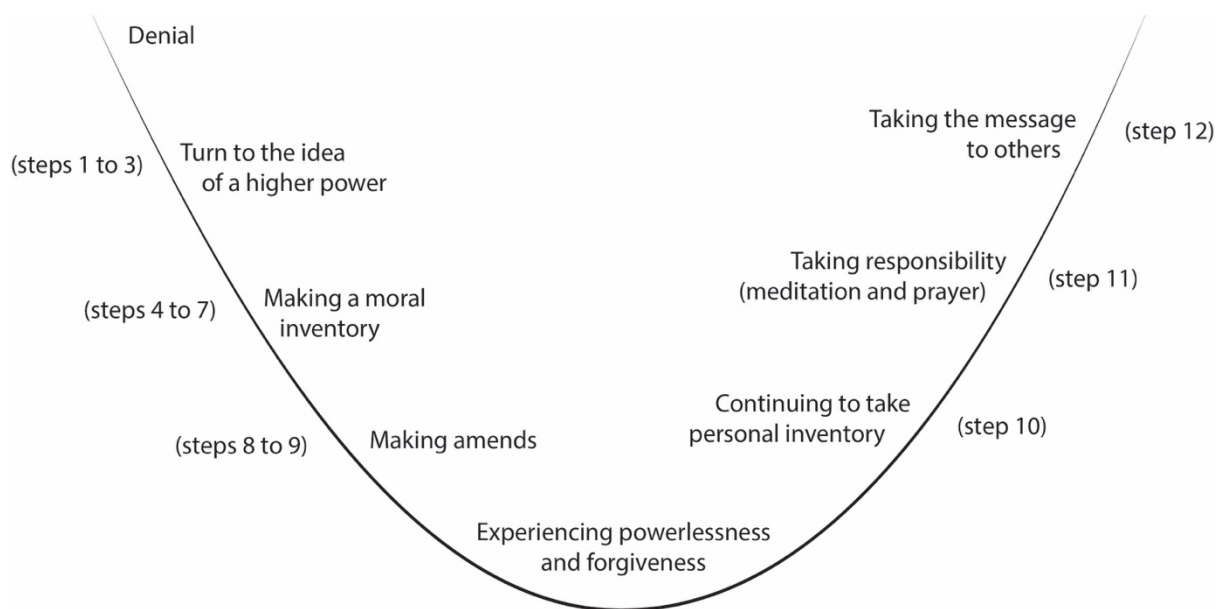 Denial
(steps 1 to 3)
Turn to the idea
of a higher power
(steps 4 to 7)
Making a moral
inventory
(steps 8 to 9)
Making amends
Experiencing powerlessness
and forgiveness
Continuing to take
personal inventory
(step 10)
Taking responsibility
(meditation and prayer)
(step 11)
Taking the message
to others
(step 12)